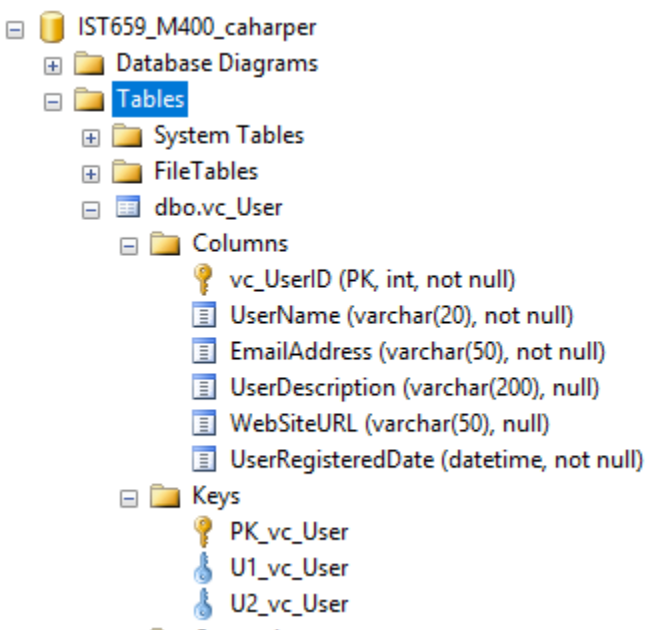 IST659_M400_caharper
Database Diagrams
Tables
System Tables
FileTables
dbo.vc_User
Columns
vc_UserID (PK, int, not null)
UserName (varchar(20), not null)
EmailAddress (varchar(50), not null)
UserDescription (varchar(200), null)
WebSiteURL (varchar(50), null)
UserRegisteredDate (datetime, not null)
Keys
PK_vc_User
U1_vc_User
U2_vc_User